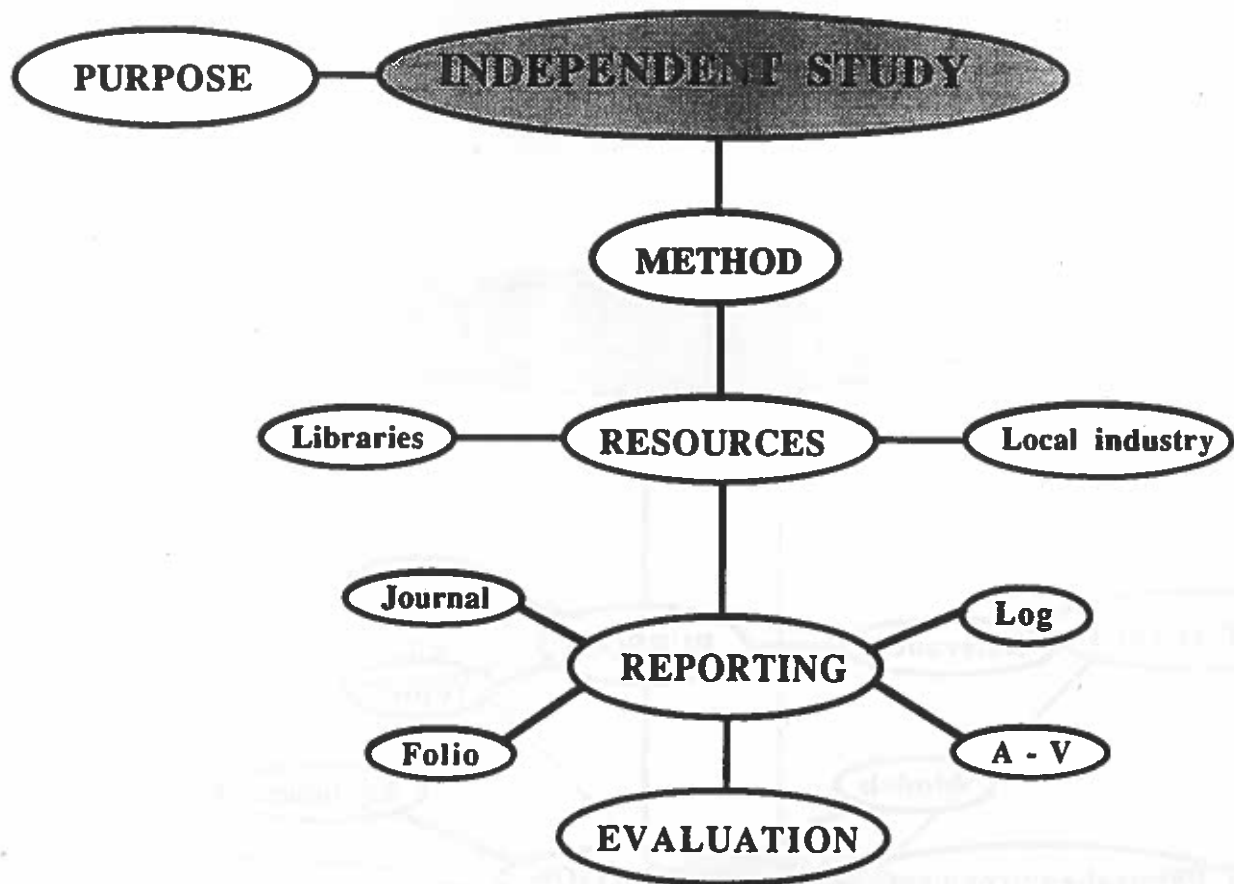 PURPOSE
INDEPENDENT STUDY
METHOD
Libraries
RESOURCES
Local industry
Journal
Log
REPORTING
Folio
A - V
EVALUATION